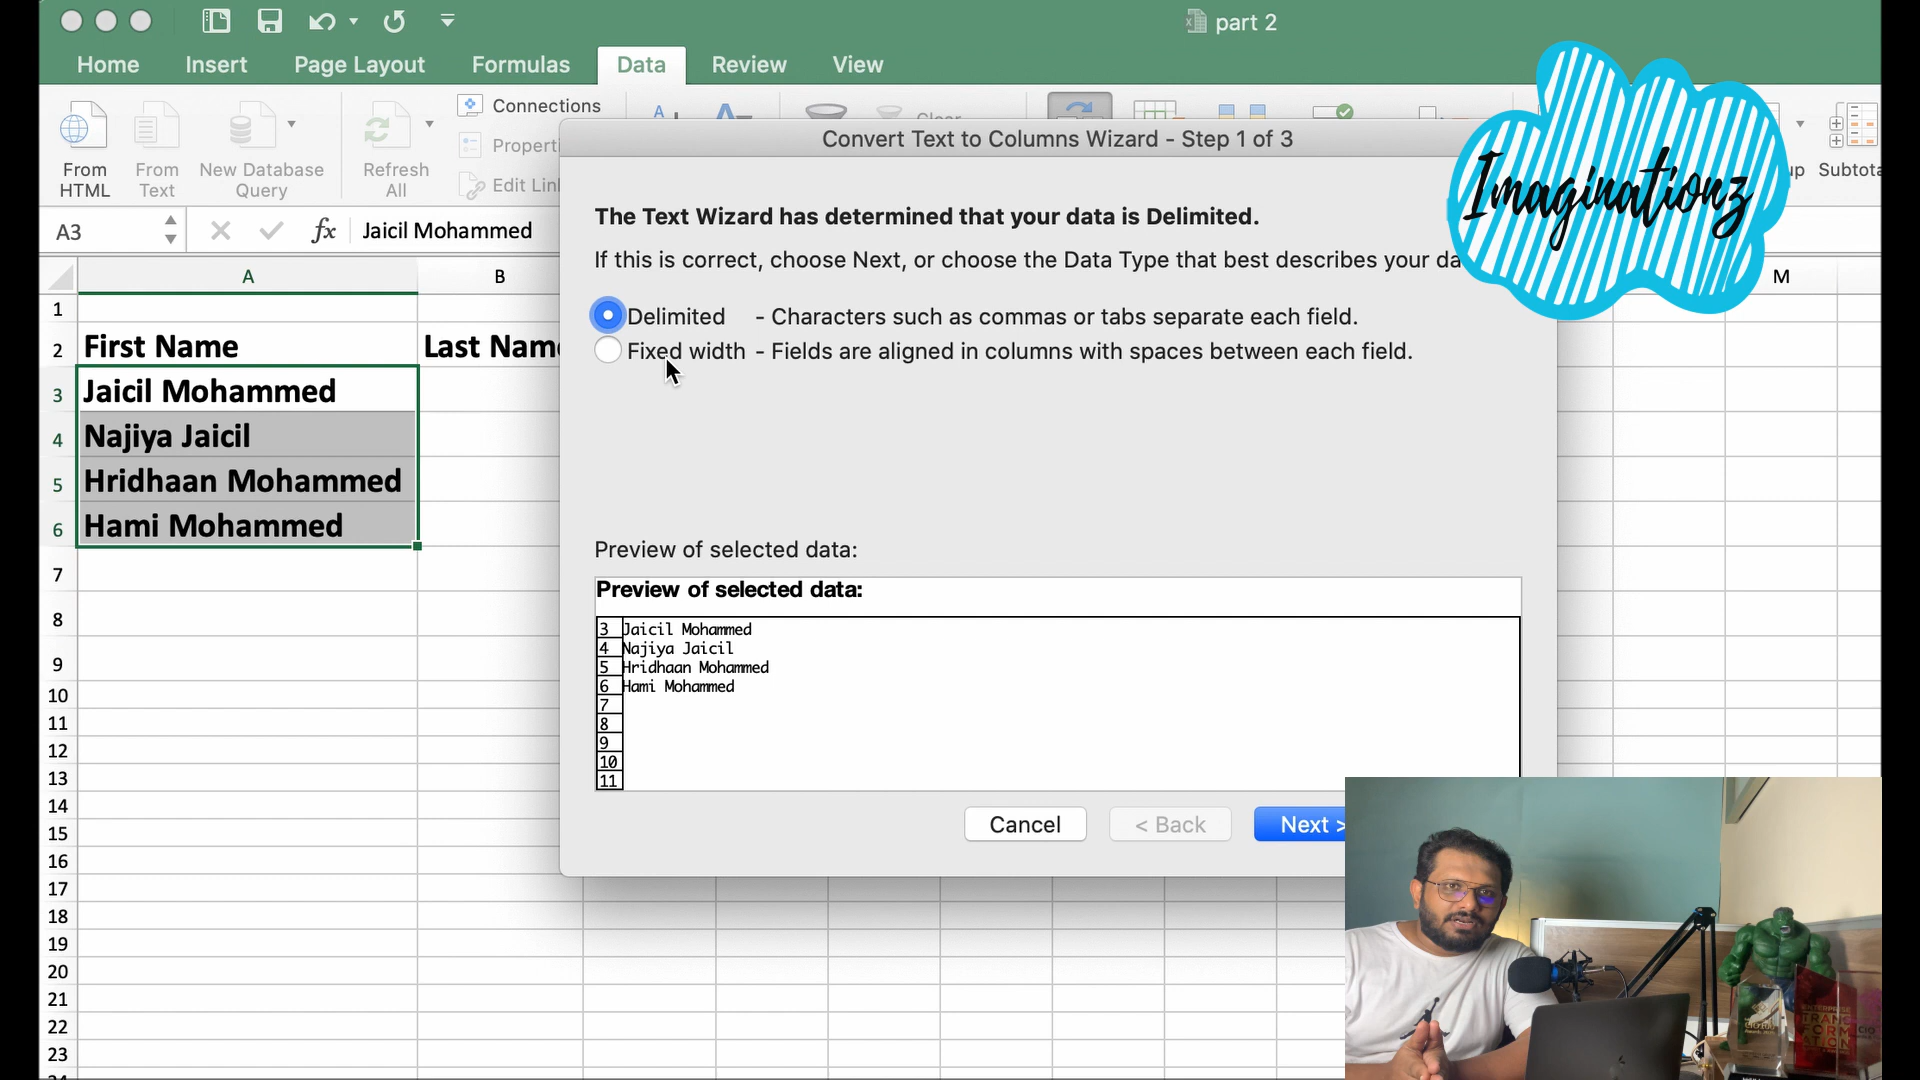 part 2
Home Insert Page Layout Formulas Data Review View
Connections
Clear
From HTML
From Text
New Database Query
Refresh All
Edit
Subtot
A3 fx Jaicil Mohammed
Convert Text to Columns Wizard - Step 1 of 3
The Text Wizard has determined that your data is Delimited.
If this is correct, choose Next, or choose the Data Type that best describes your da
Delimited - Characters such as commas or tabs separate each field.
Fixed width - Fields are aligned in columns with spaces between each field.
Imaginationz
A B M
1
2 First Name Last Nam
3 Jaicil Mohammed
4 Najiya Jaicil
5 Hridhaan Mohammed
6 Hami Mohammed
7
8
9
10
11
12
13
14
15
16
17
18
19
20
21
22
23
Preview of selected data:
Preview of selected data:
3 Jaicil Mohammed
4 Najiya Jaicil
5 Hridhaan Mohammed
6 Hami Mohammed
7
8
9
10
11
Cancel < Back Next >
ENTERPRISE
TRANS
FORM
ATION